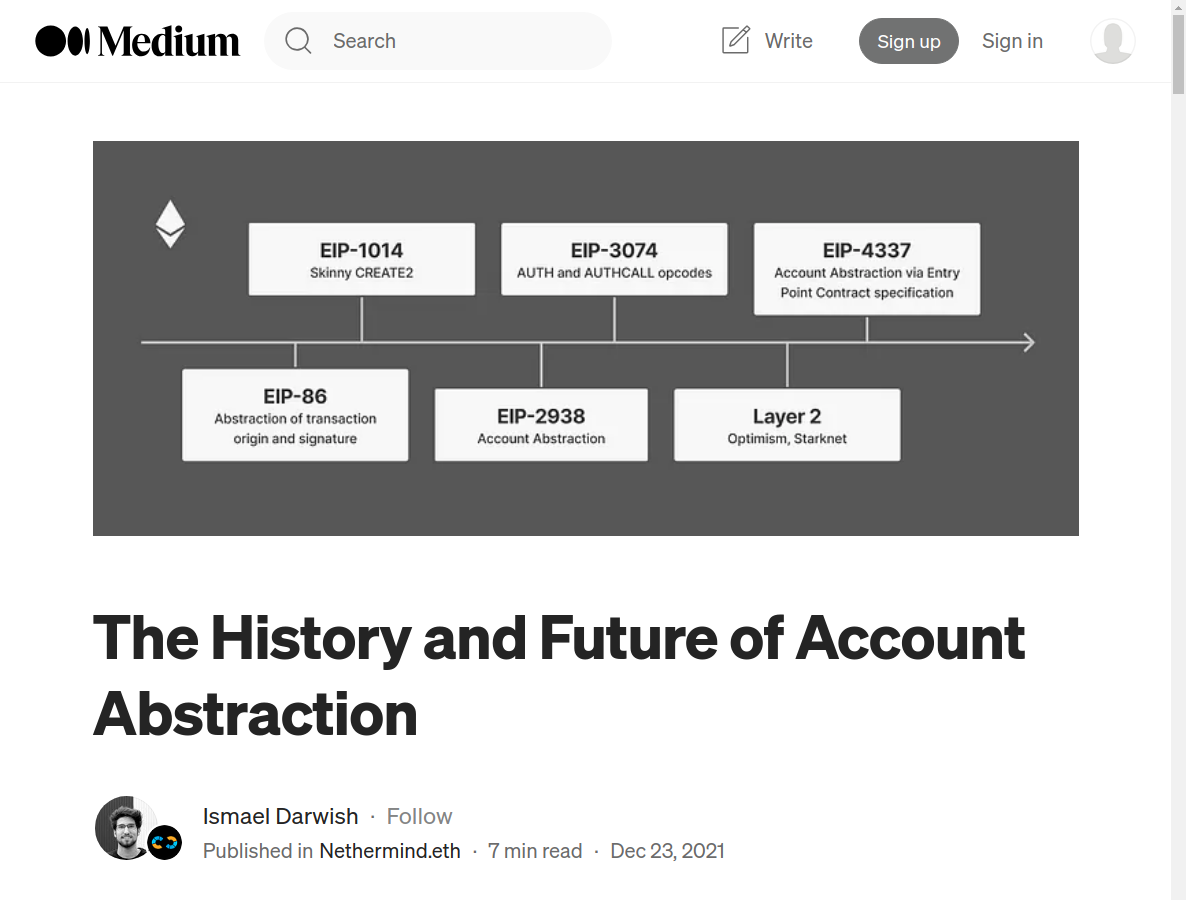 Medium
Search
Write
Sign up
Sign in
EIP-1014
Skinny CREATE2
EIP-3074
AUTH and AUTHCALL opcodes
EIP-4337
Account Abstraction via Entry
Point Contract specification
EIP-86
Abstraction of transaction
origin and signature
EIP-2938
Account Abstraction
Layer 2
Optimism, Starknet
The History and Future of Account
Abstraction
Ismael Darwish · Follow
Published in Nethermind.eth · 7 min read · Dec 23, 2021